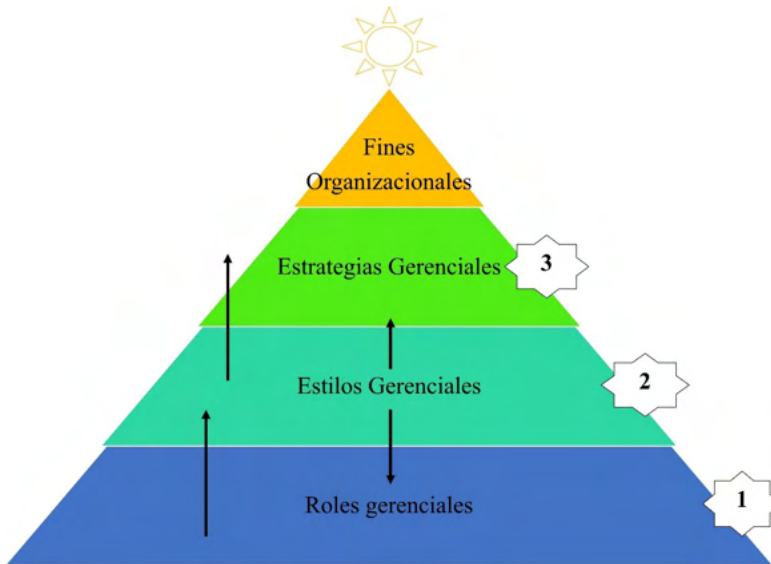 Fines
Organizacionales
Estrategias Gerenciales
3
Estilos Gerenciales
2
Roles gerenciales
1